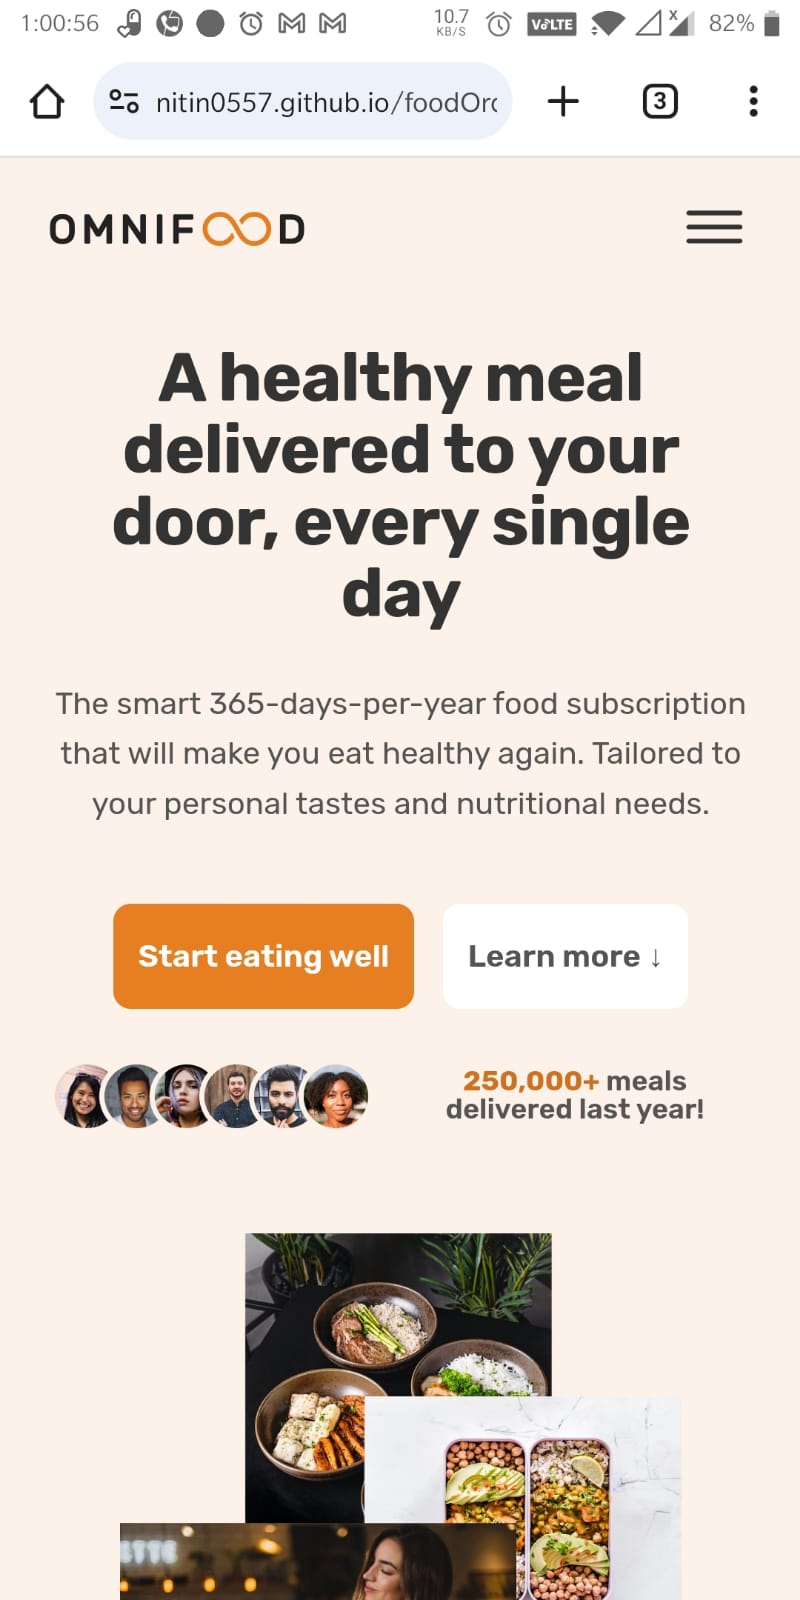 1:00:56 10.7 KB/S VoLTE x 82%
nitin0557.github.io/foodOrd 3
OMNIFOOD
A healthy meal
delivered to your
door, every single
day
The smart 365-days-per-year food subscription
that will make you eat healthy again. Tailored to
your personal tastes and nutritional needs.
Start eating well Learn more ↓
250,000+ meals
delivered last year!